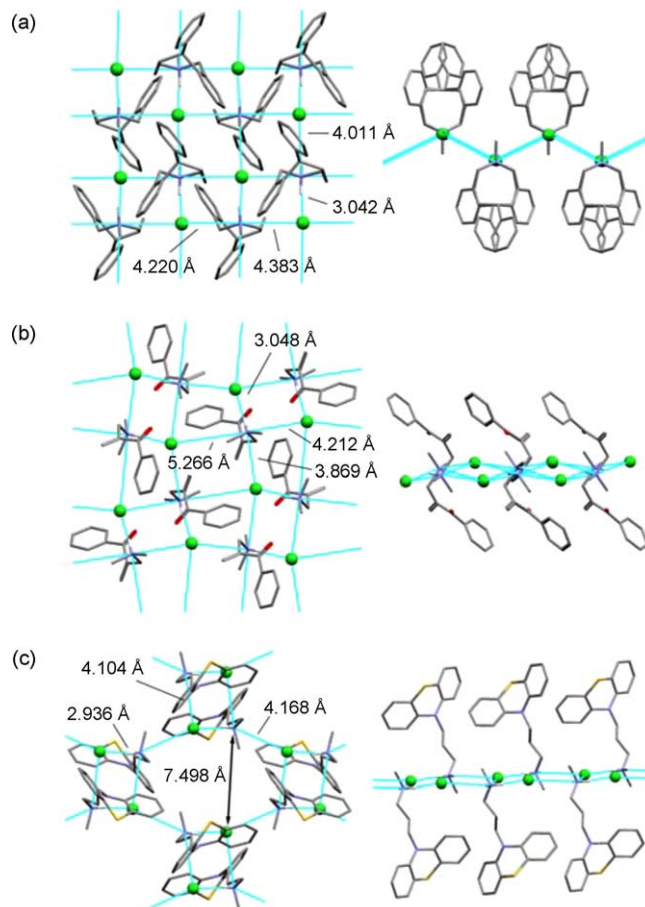 (a)
4.011 Å
3.042 Å
4.220 Å
4.383 Å
(b)
3.048 Å
4.212 Å
5.266 Å
3.869 Å
(c)
4.104 Å
2.936 Å
4.168 Å
7.498 Å